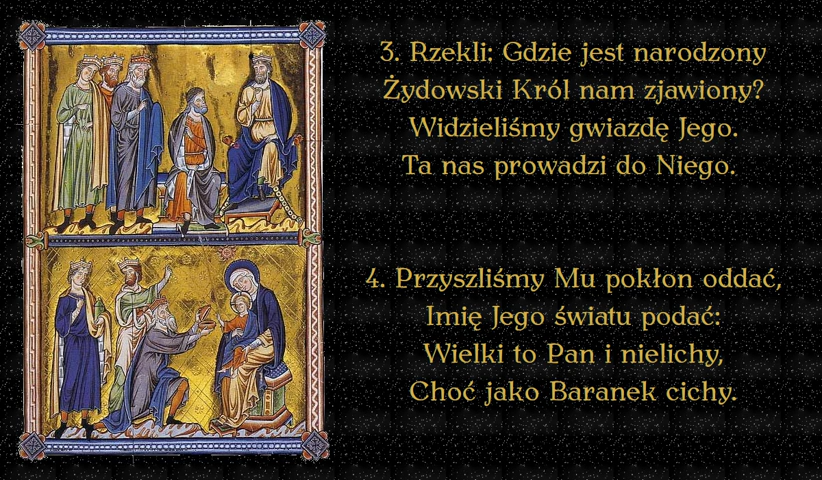 3. Rzekli: Gdzie jest narodzony
Żydowski Król nam zjawiony?
Widzieliśmy gwiazdę Jego.
Ta nas prowadzi do Niego.
4. Przyszliśmy Mu pokłon oddać,
Imię Jego światu podać:
Wielki to Pan i nielichy,
Choć jako Baranek cichy.